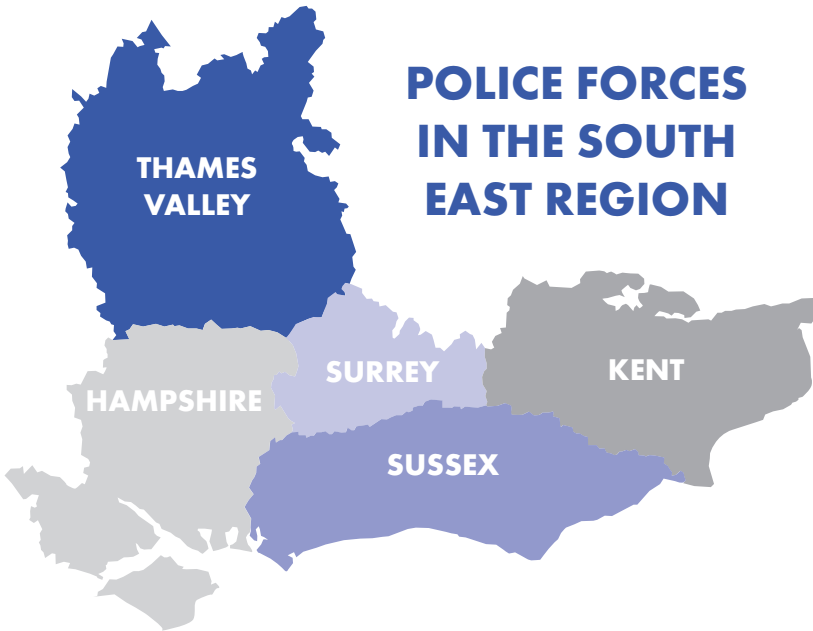 POLICE FORCES
IN THE SOUTH
EAST REGION
THAMES
VALLEY
SURREY
KENT
HAMPSHIRE
SUSSEX